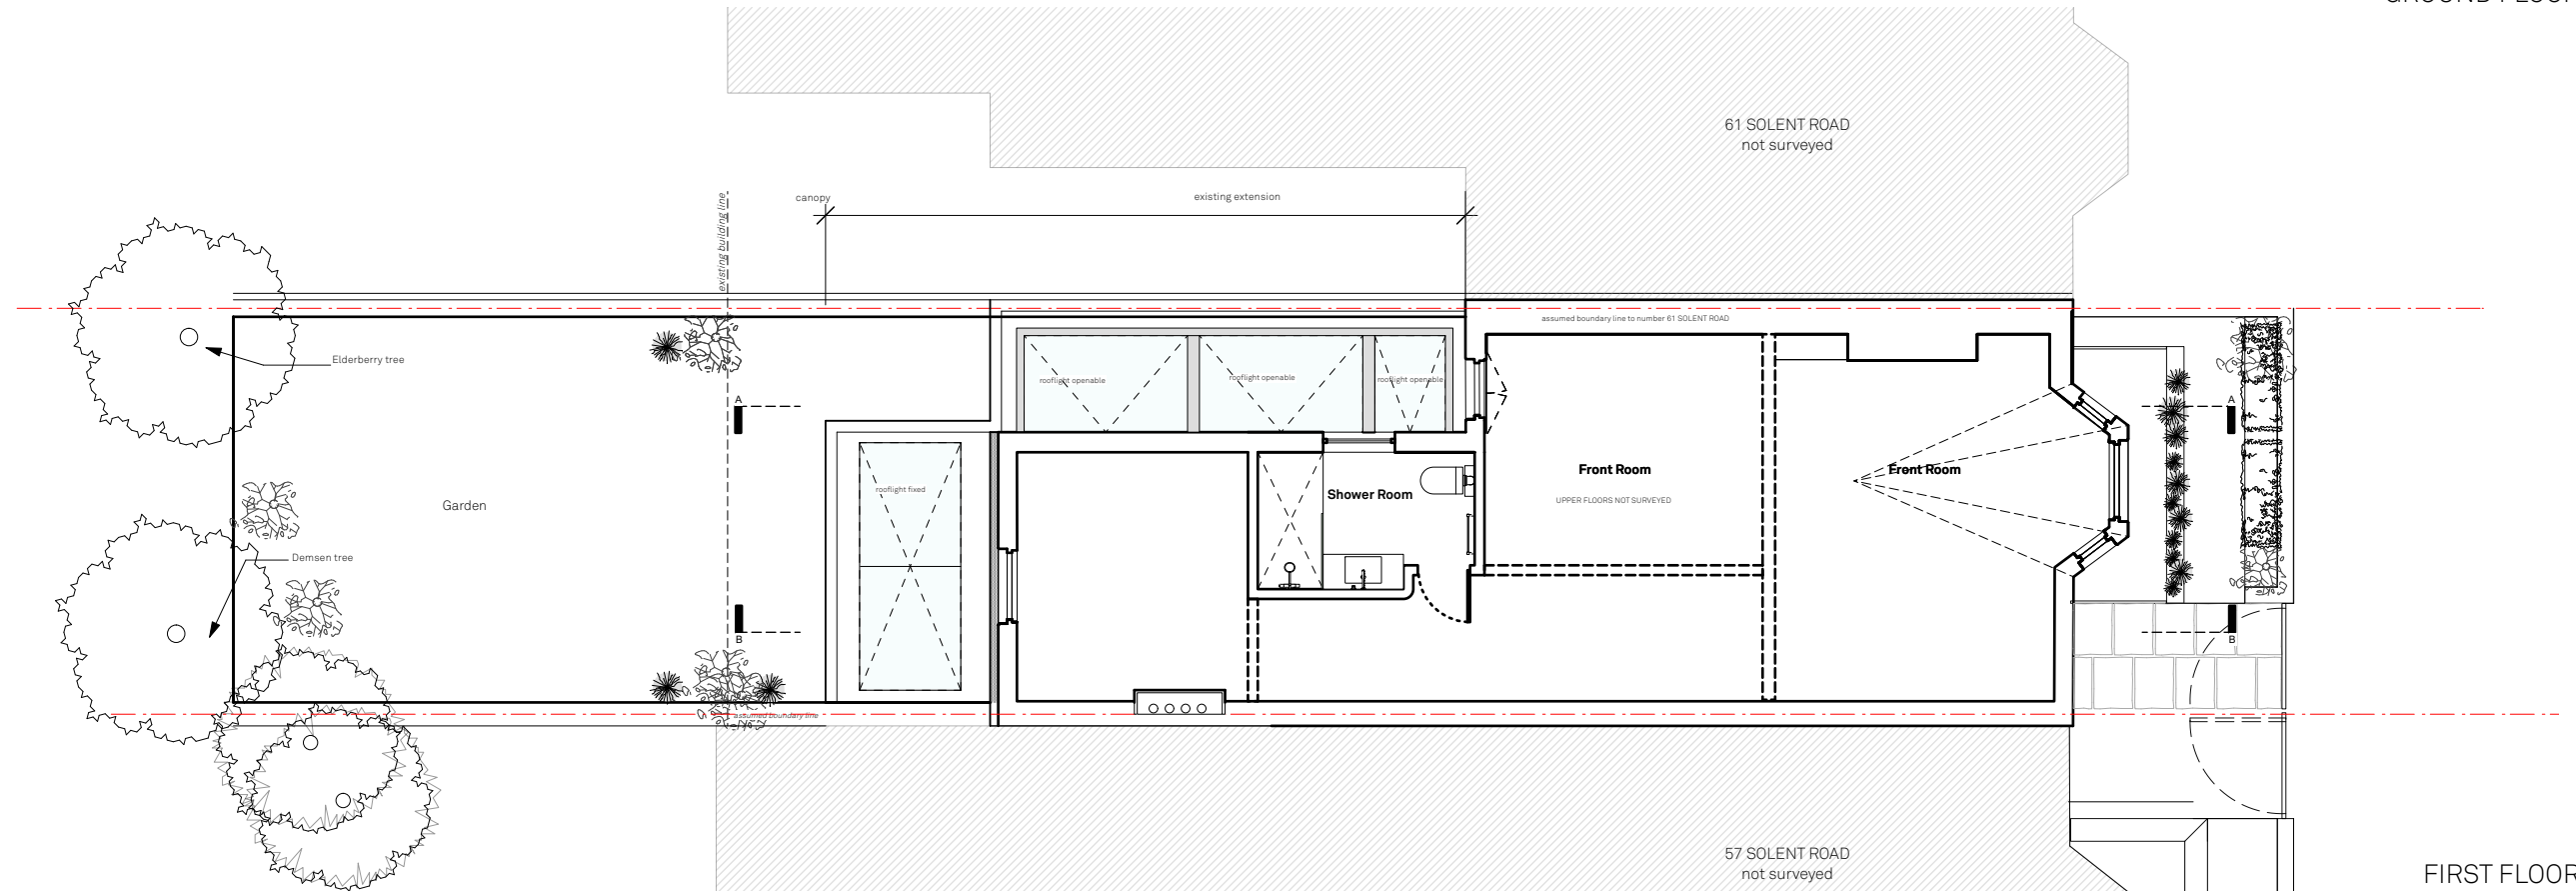 GROUND FLOOR
61 SOLENT ROAD
not surveyed
canopy
existing extension
existing building line
assumed boundary line to number 61 SOLENT ROAD
Elderberry tree
rooflight openable
rooflight openable
rooflight openable
A
A
Front Room
Front Room
rooflight fixed
Shower Room
UPPER FLOORS NOT SURVEYED
Garden
Demsen tree
B
B
assumed boundary line
57 SOLENT ROAD
not surveyed
FIRST FLOOR